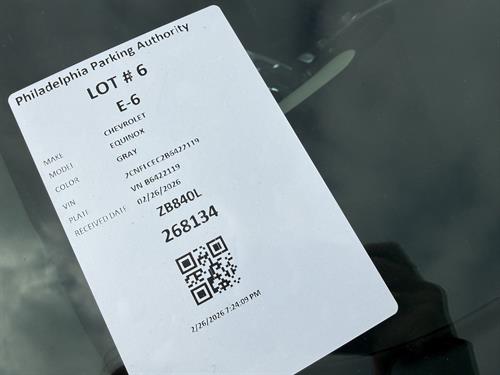 Philadelphia Parking Authority
LOT # 6
E-6
MAKE CHEVROLET
MODEL EQUINOX
COLOR GRAY
VIN 2CNFLCEC2B6422119
PLATE VN B6422119
RECEIVED DATE 02/26/2026
ZB840L
268134
2/26/2026 7:24:09 PM